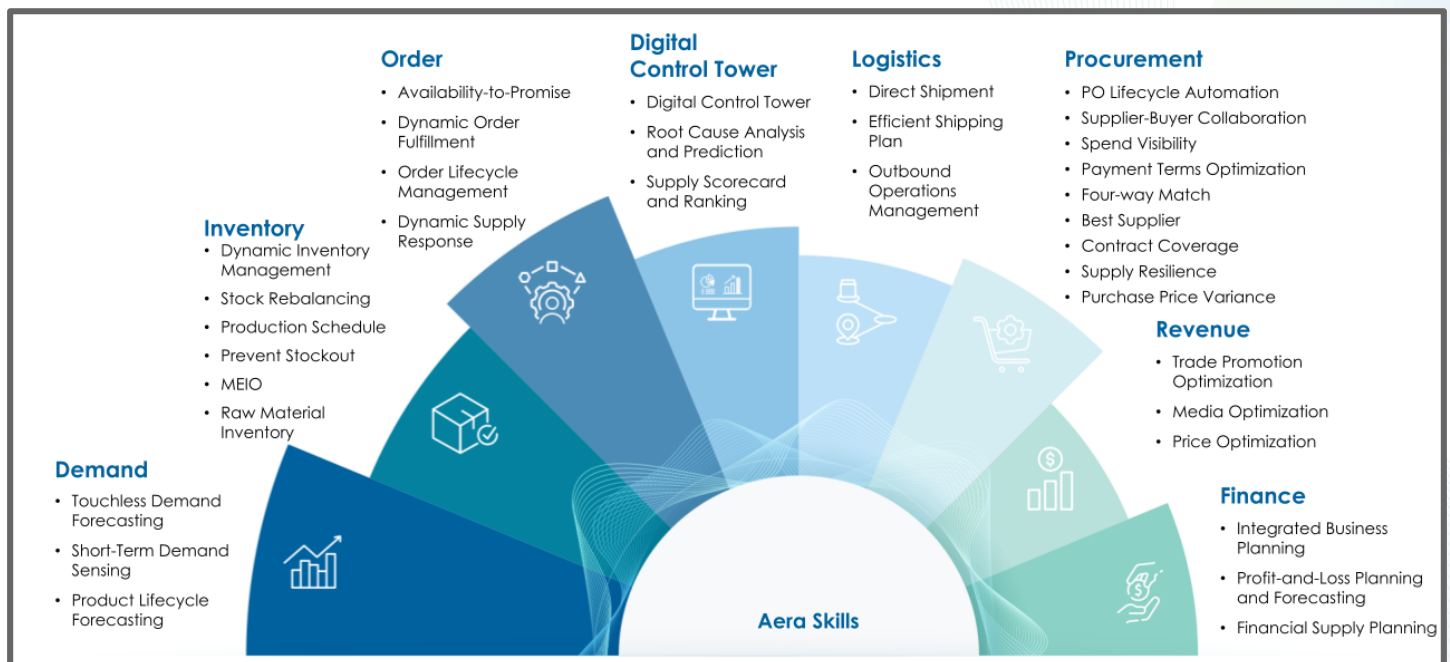 Demand
• Touchless Demand
Forecasting
• Short-Term Demand
Sensing
• Product Lifecycle
Forecasting
Inventory
• Dynamic Inventory
Management
• Stock Rebalancing
• Production Schedule
• Prevent Stockout
• MEIO
• Raw Material
Inventory
Order
• Availability-to-Promise
• Dynamic Order
Fulfillment
• Order Lifecycle
Management
• Dynamic Supply
Response
Digital
Control Tower
• Digital Control Tower
• Root Cause Analysis
and Prediction
• Supply Scorecard
and Ranking
Logistics
• Direct Shipment
• Efficient Shipping
Plan
• Outbound
Operations
Management
Procurement
• PO Lifecycle Automation
• Supplier-Buyer Collaboration
• Spend Visibility
• Payment Terms Optimization
• Four-way Match
• Best Supplier
• Contract Coverage
• Supply Resilience
• Purchase Price Variance
Revenue
• Trade Promotion
Optimization
• Media Optimization
• Price Optimization
Finance
• Integrated Business
Planning
• Profit-and-Loss Planning
and Forecasting
• Financial Supply Planning
Aera Skills